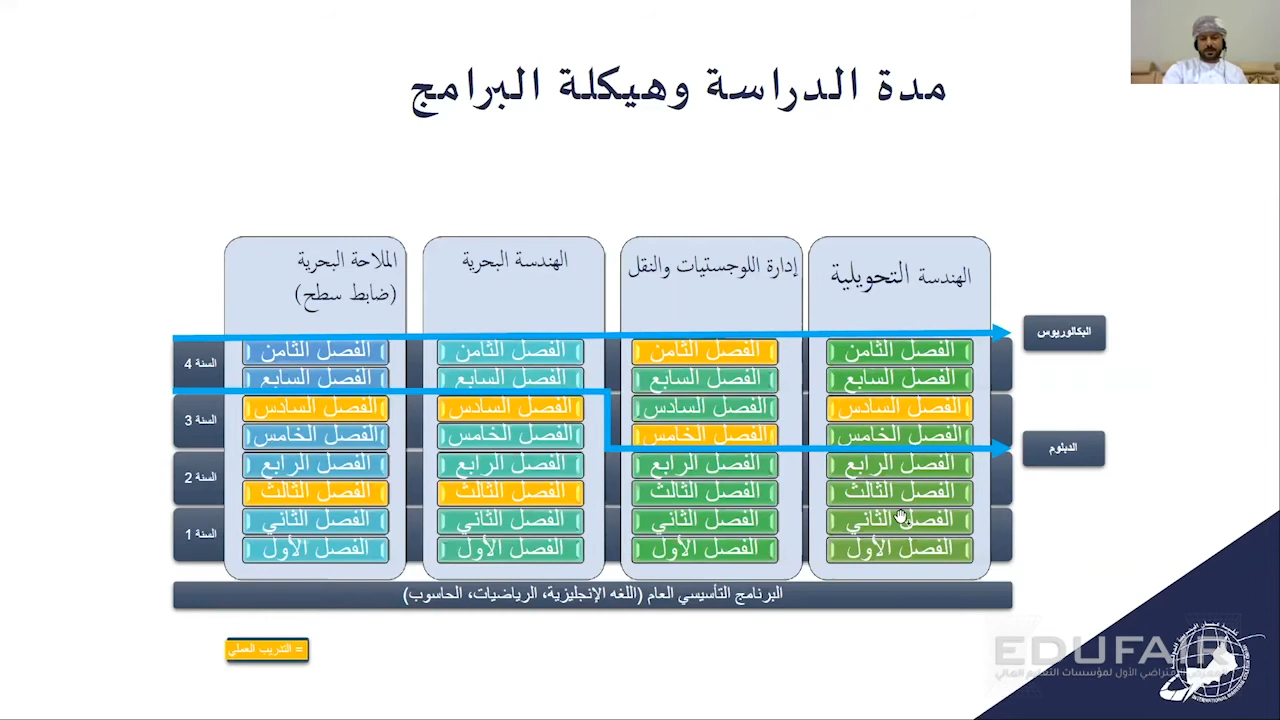 مدة الدراسة وهيكلة البرامج
الهندسة التحويلية
إدارة اللوجستيات والنقل
الهندسة البحرية
الملاحة البحرية
(ضابط سطح)
البكالوريوس
الفصل الثامن
الفصل الثامن
الفصل الثامن
الفصل الثامن
السنة 4
الفصل السابع
الفصل السابع
الفصل السابع
الفصل السابع
الفصل السادس
الفصل السادس
الفصل السادس
الفصل السادس
السنة 3
الفصل الخامس
الفصل الخامس
الفصل الخامس
الفصل الخامس
الدبلوم
الفصل الرابع
الفصل الرابع
الفصل الرابع
الفصل الرابع
السنة 2
الفصل الثالث
الفصل الثالث
الفصل الثالث
الفصل الثالث
الفصل الثاني
الفصل الثاني
الفصل الثاني
الفصل الثاني
السنة 1
الفصل الأول
الفصل الأول
الفصل الأول
الفصل الأول
البرنامج التأسيسي العام (اللغه الإنجليزية، الرياضيات، الحاسوب)
= التدريب العملي
EDUFAIR
لمؤسسات التعليم العالي